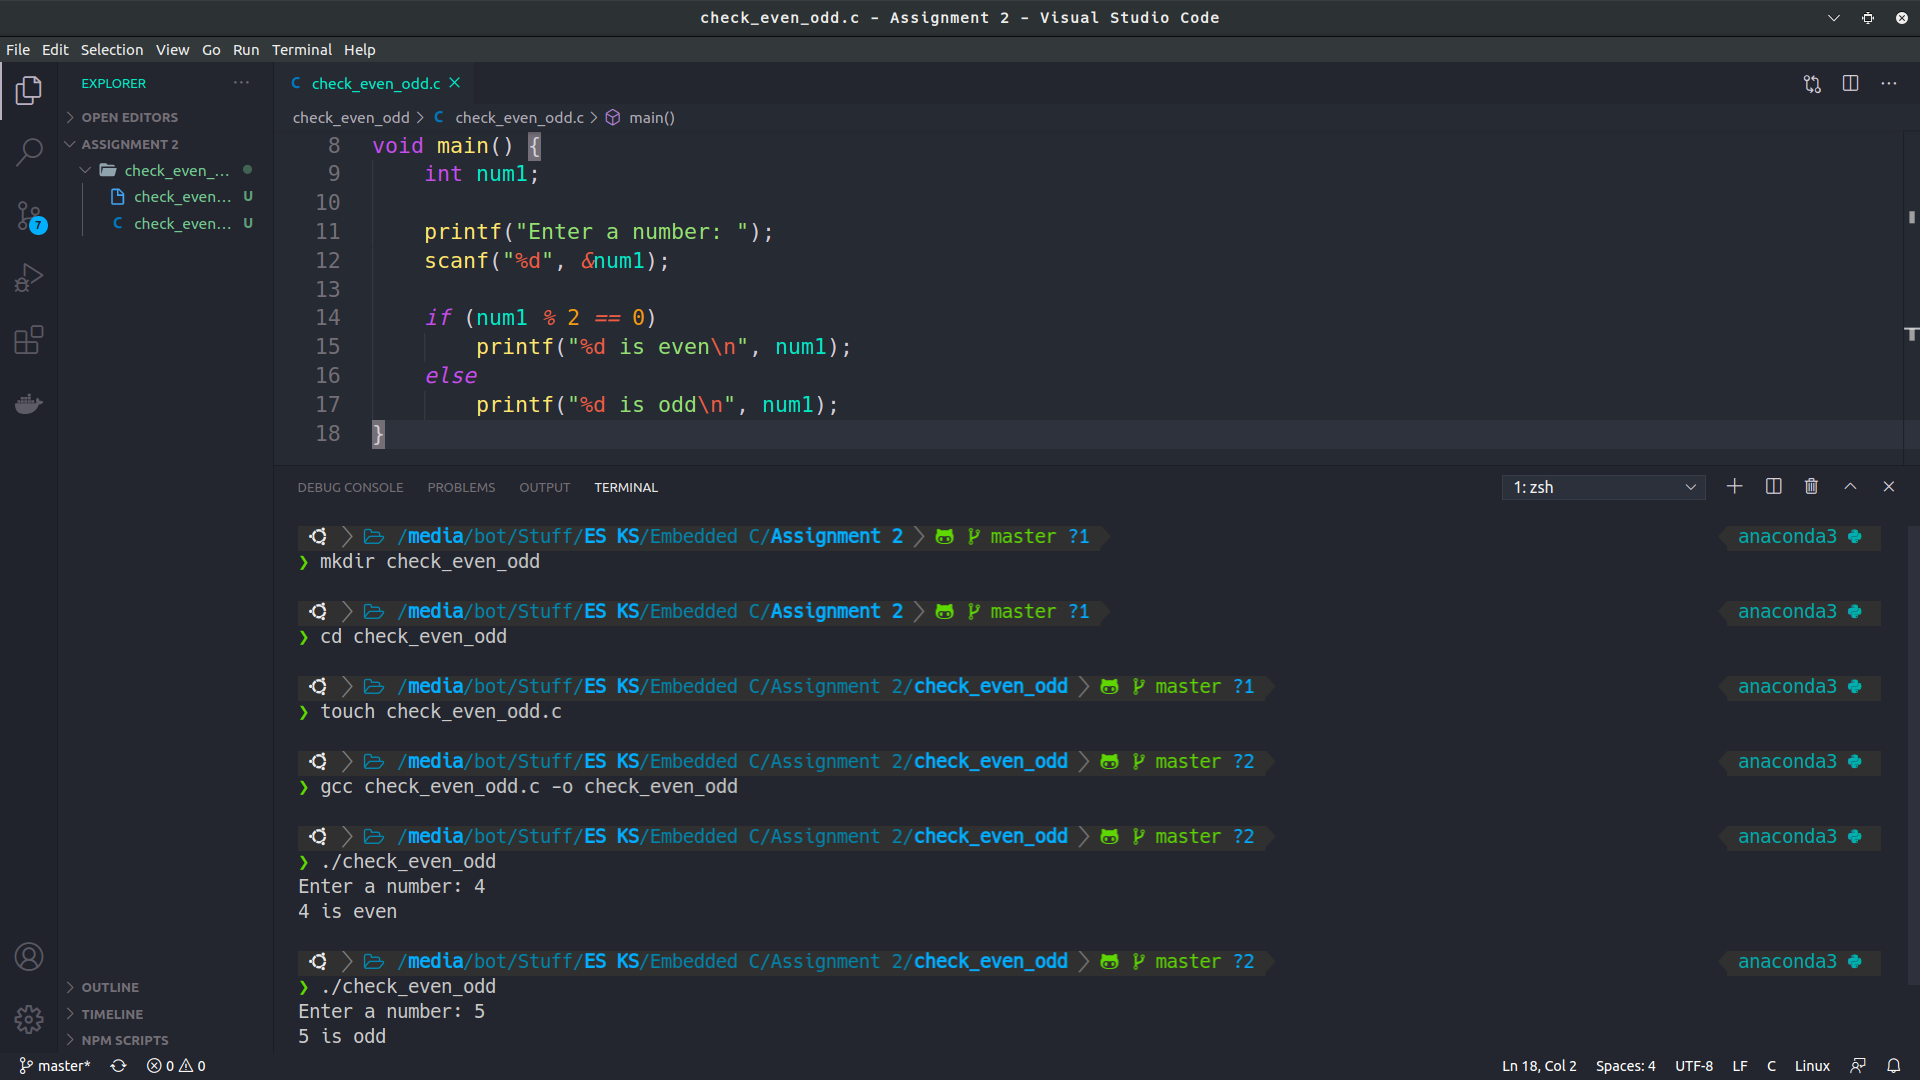 check_even_odd.c - Assignment 2 - Visual Studio Code
File Edit Selection View Go Run Terminal Help
EXPLORER ···
OPEN EDITORS
ASSIGNMENT 2
check_even_...
check_even... U
check_even... U
7
OUTLINE
TIMELINE
NPM SCRIPTS
C check_even_odd.c
check_even_odd > C check_even_odd.c > main()
8 void main() {
9     int num1;
10
11     printf("Enter a number: ");
12     scanf("%d", &num1);
13
14     if (num1 % 2 == 0)
15         printf("%d is even\n", num1);
16     else
17         printf("%d is odd\n", num1);
18 }
DEBUG CONSOLE PROBLEMS OUTPUT TERMINAL 1: zsh
/media/bot/Stuff/ES KS/Embedded C/Assignment 2 master ?1 anaconda3
❯ mkdir check_even_odd
/media/bot/Stuff/ES KS/Embedded C/Assignment 2 master ?1 anaconda3
❯ cd check_even_odd
/media/bot/Stuff/ES KS/Embedded C/Assignment 2/check_even_odd master ?1 anaconda3
❯ touch check_even_odd.c
/media/bot/Stuff/ES KS/Embedded C/Assignment 2/check_even_odd master ?2 anaconda3
❯ gcc check_even_odd.c -o check_even_odd
/media/bot/Stuff/ES KS/Embedded C/Assignment 2/check_even_odd master ?2 anaconda3
❯ ./check_even_odd
Enter a number: 4
4 is even
/media/bot/Stuff/ES KS/Embedded C/Assignment 2/check_even_odd master ?2 anaconda3
❯ ./check_even_odd
Enter a number: 5
5 is odd
master* 0 0 Ln 18, Col 2 Spaces: 4 UTF-8 LF C Linux